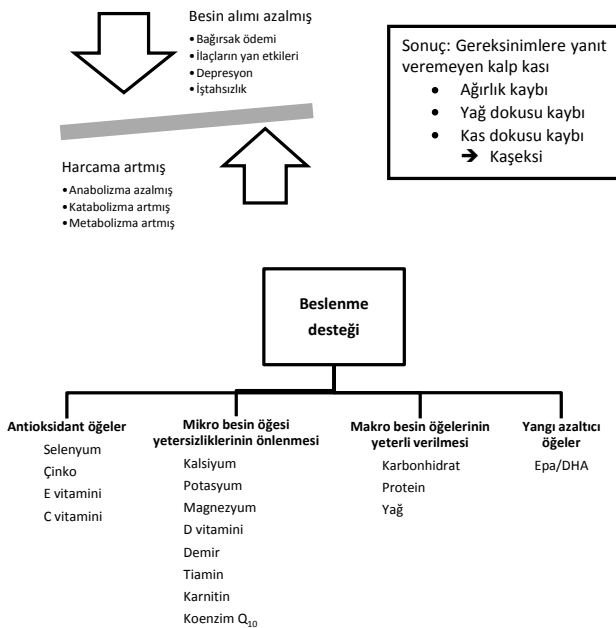 Besin alımı azalmış
• Bağırsak ödemi
• İlaçların yan etkileri
• Depresyon
• İştahsızlık
Harcama artmış
• Anabolizma azalmış
• Katabolizma artmış
• Metabolizma artmış
Sonuç: Gereksinimlere yanıt
veremeyen kalp kası
• Ağırlık kaybı
• Yağ dokusu kaybı
• Kas dokusu kaybı
➔ Kaşeksi
Beslenme
desteği
Antioksidant öğeler
Selenyum
Çinko
E vitamini
C vitamini
Mikro besin öğesi
yetersizliklerinin önlenmesi
Kalsiyum
Potasyum
Magnezyum
D vitamini
Demir
Tiamin
Karnitin
Koenzim Q₁₀
Makro besin öğelerinin
yeterli verilmesi
Karbonhidrat
Protein
Yağ
Yangı azaltıcı
öğeler
Epa/DHA